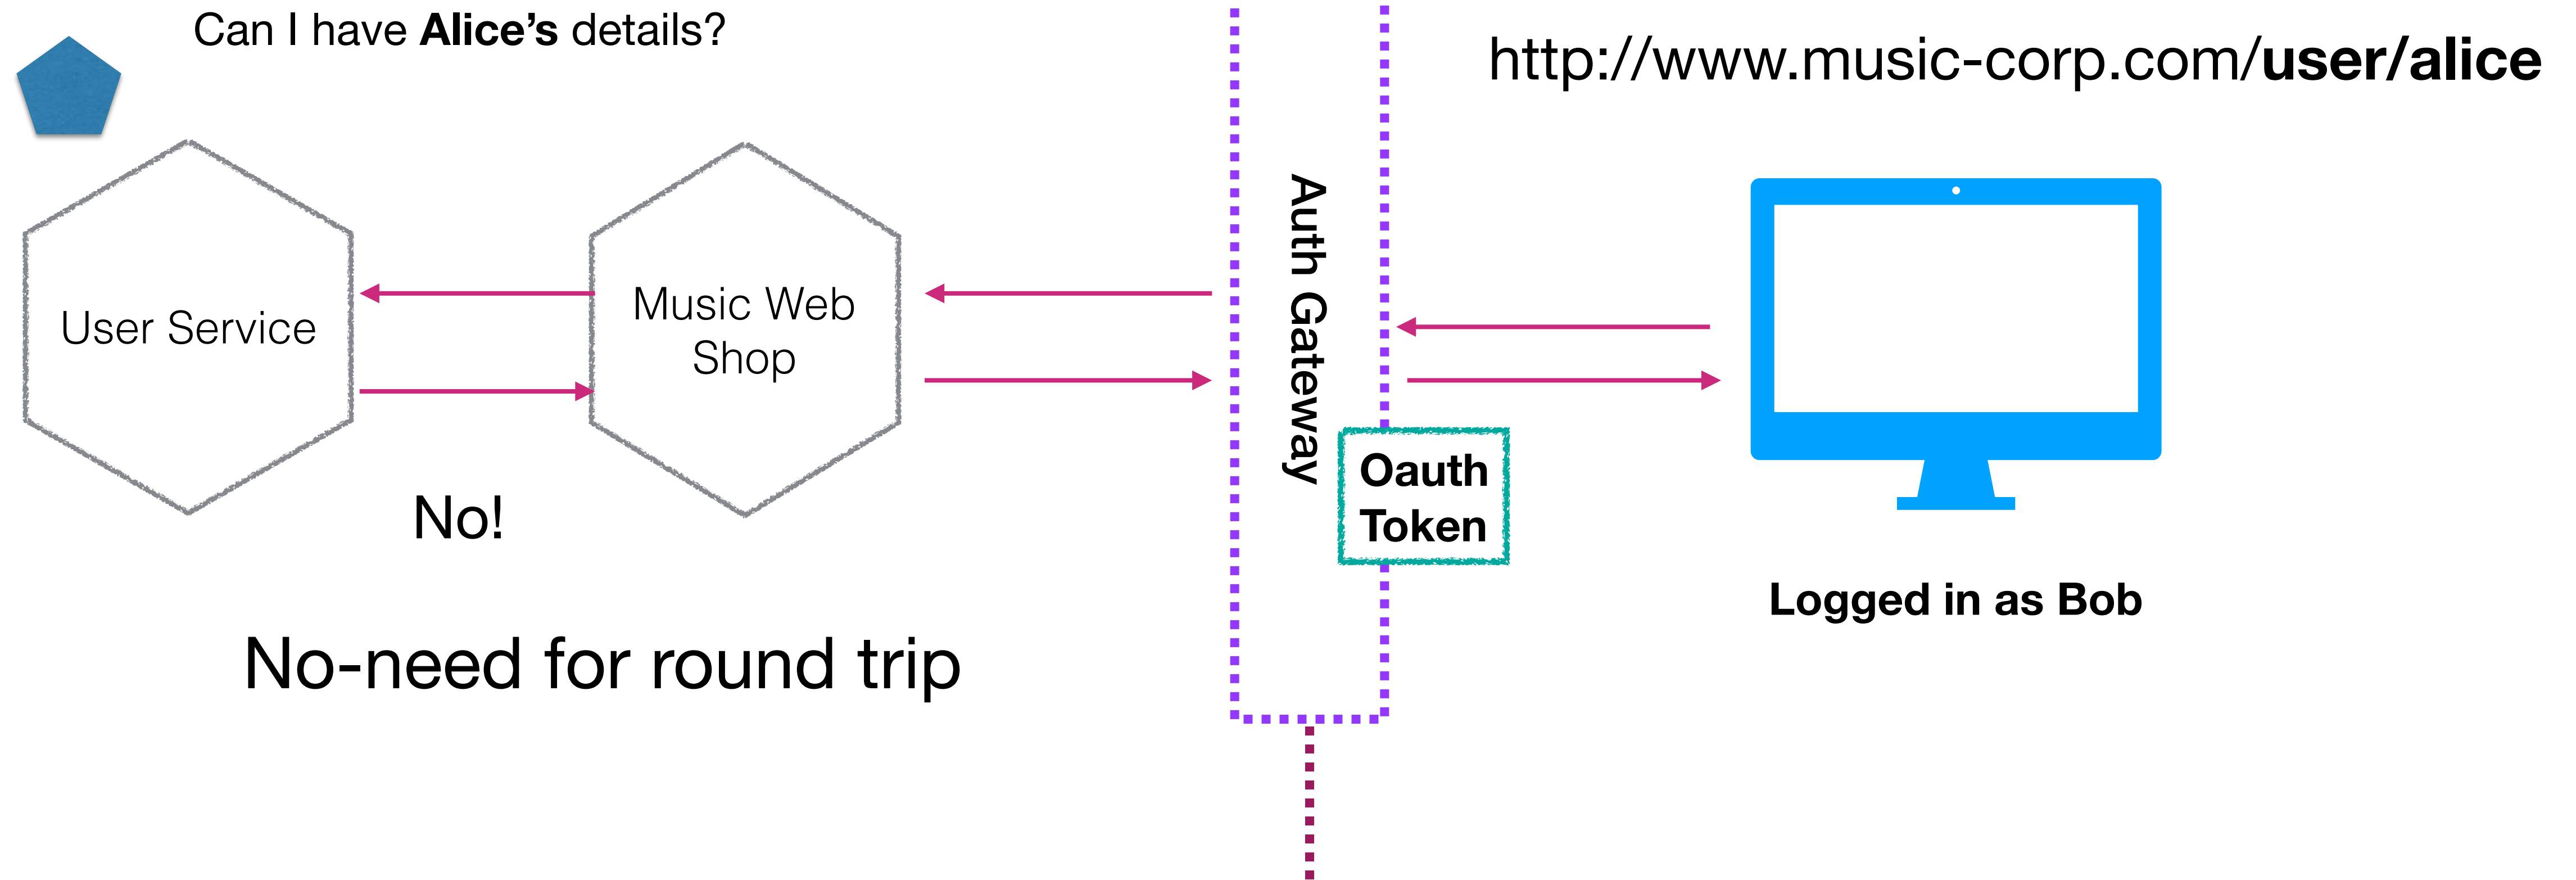 Can I have Alice's details?
http://www.music-corp.com/user/alice
User Service
Music Web
Shop
Auth Gateway
Oauth
Token
No!
Logged in as Bob
No-need for round trip